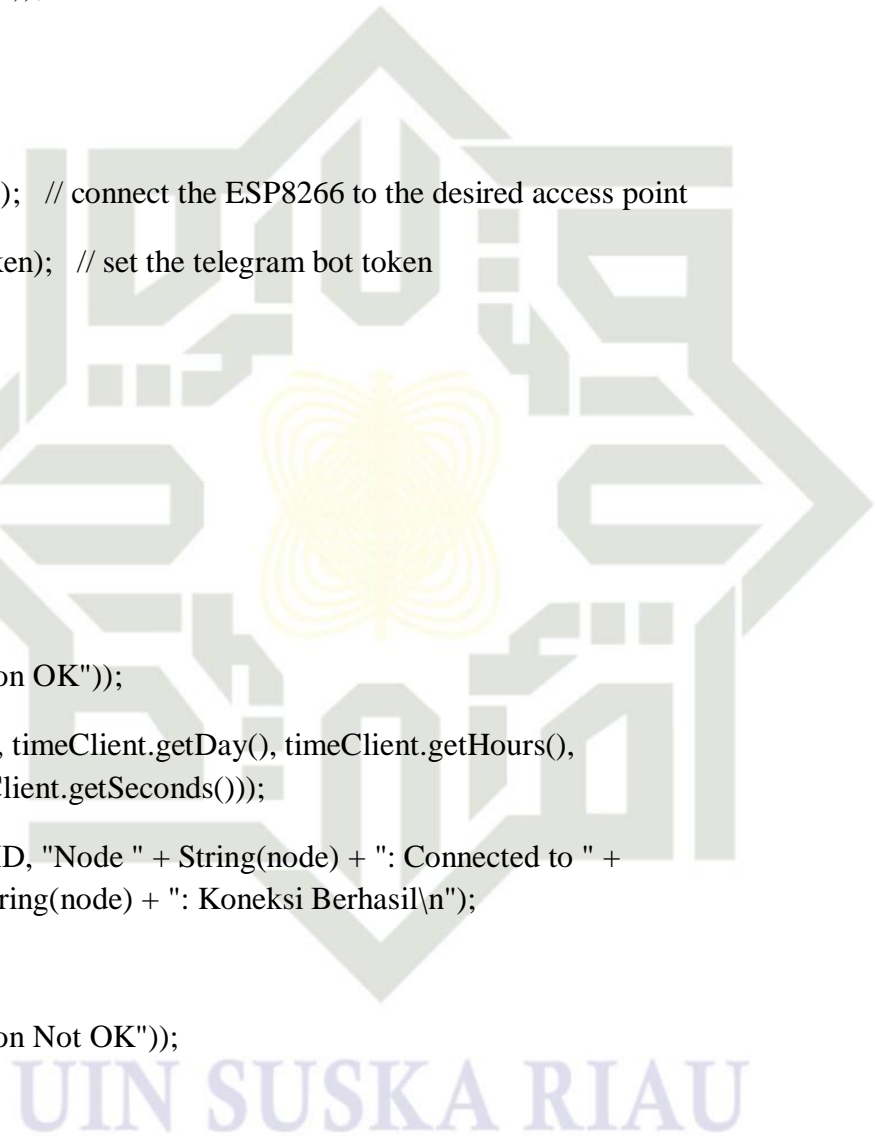 ); // connect the ESP8266 to the desired access point
ken); // set the telegram bot token
on OK"));
, timeClient.getDay(), timeClient.getHours(),
Client.getSeconds()));
ID, "Node " + String(node) + ": Connected to " +
ring(node) + ": Koneksi Berhasil\n");
on Not OK"));
UIN SUSKA RIAU